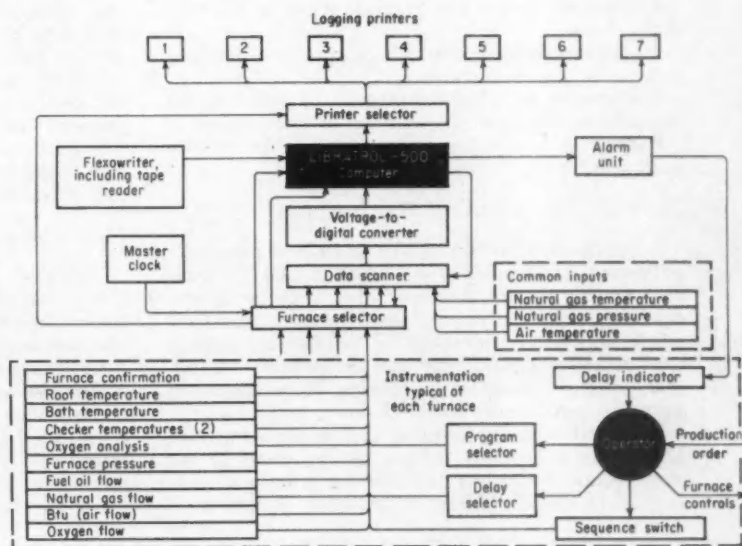 Logging printers
1 2 3 4 5 6 7
Printer selector
Flexowriter,
including tape
reader
LIBRATROL-500
Computer
Alarm
unit
Voltage-to-
digital converter
Master
clock
Data scanner
Common inputs
Natural gas temperature
Natural gas pressure
Air temperature
Furnace selector
Furnace confirmation
Roof temperature
Bath temperature
Checker temperatures (2)
Oxygen analysis
Furnace pressure
Fuel oil flow
Natural gas flow
Btu (air flow)
Oxygen flow
Instrumentation
typical of
each furnace
Delay indicator
Program
selector
Operator
Production
order
Delay
selector
Furnace
controls
Sequence switch